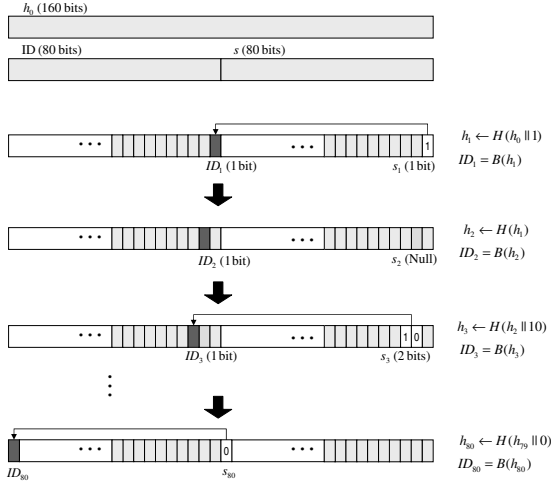 h₀ (160 bits)
ID (80 bits) s (80 bits)
• • • • • • 1
ID₁ (1 bit) s₁ (1 bit)
h₁ ← H(h₀ || 1)
ID₁ = B(h₁)
• • • • • •
ID₂ (1 bit) s₂ (Null)
h₂ ← H(h₁)
ID₂ = B(h₂)
• • • • • • 1 0
ID₃ (1 bit) s₃ (2 bits)
h₃ ← H(h₂ || 10)
ID₃ = B(h₃)
• • • 0 • • •
ID₈₀ s₈₀
h₈₀ ← H(h₇₉ || 0)
ID₈₀ = B(h₈₀)